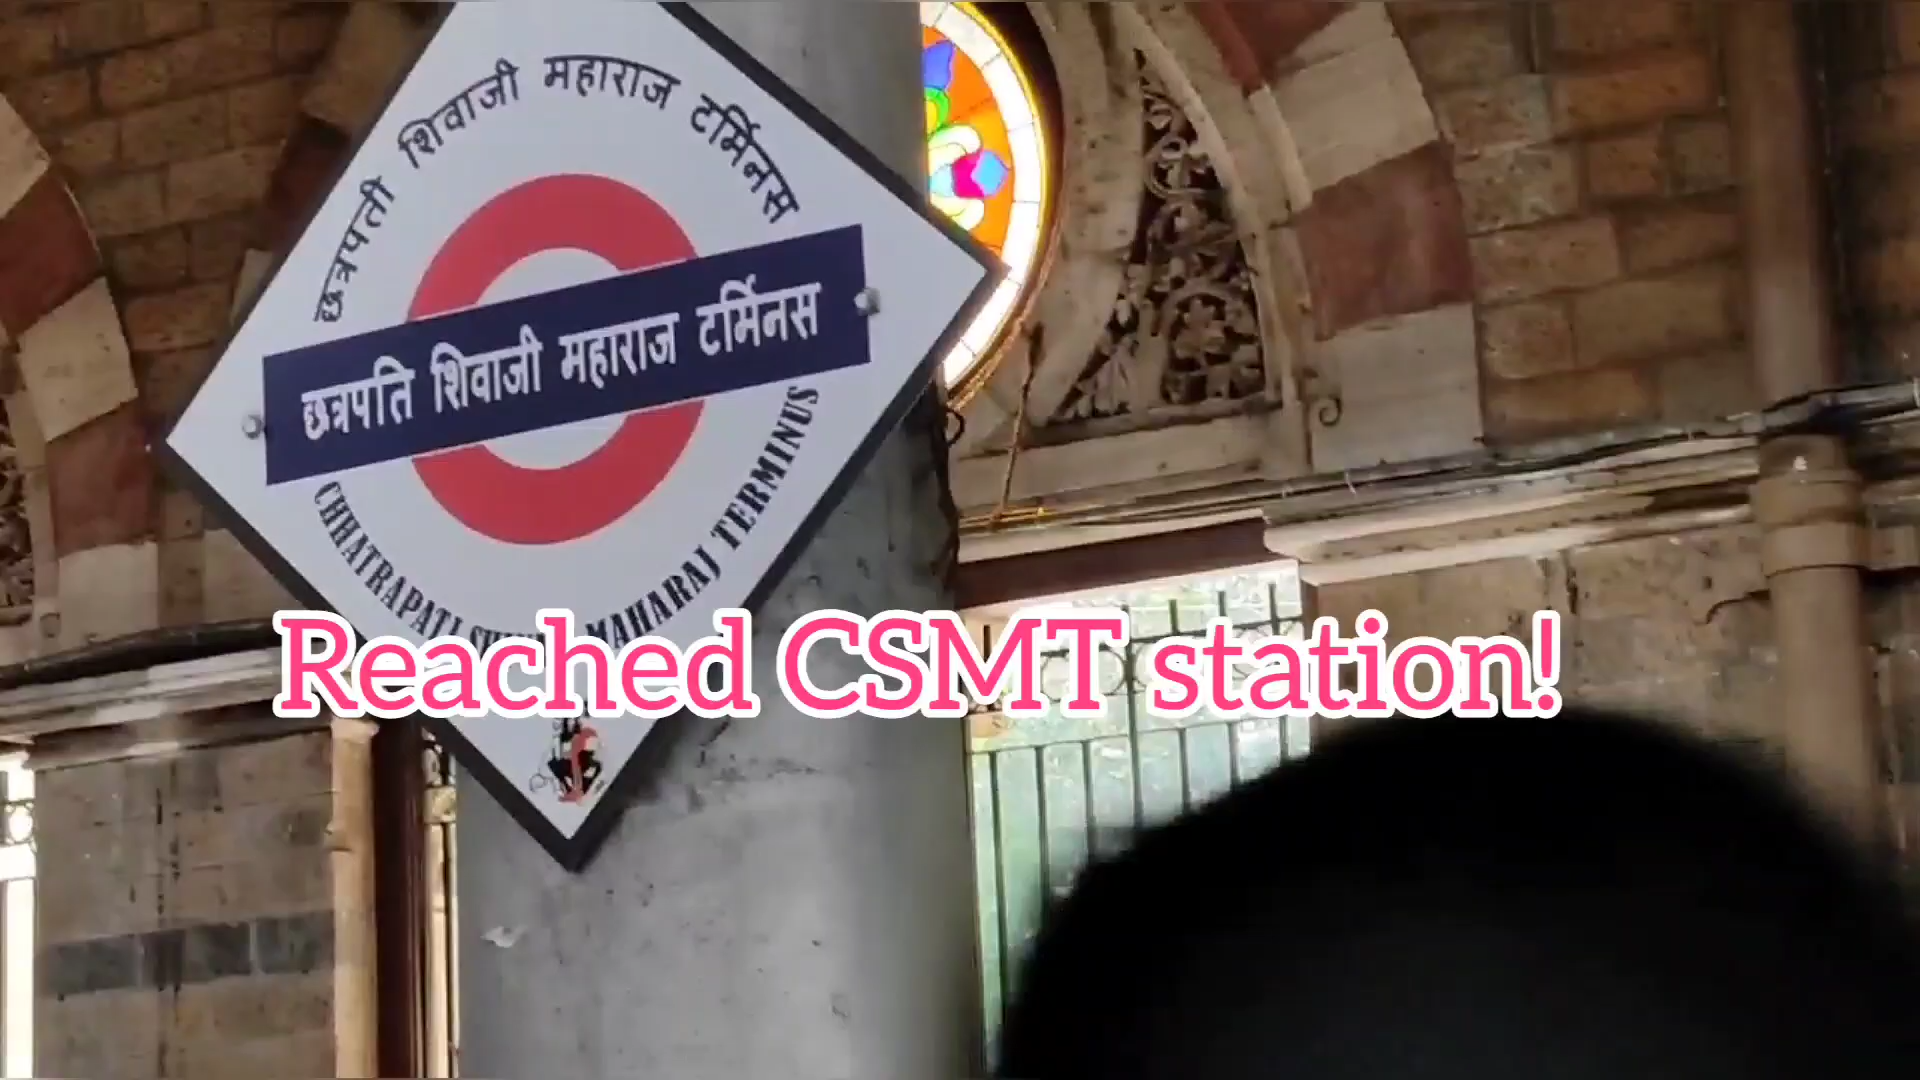 छत्रपती शिवाजी महाराज टर्मिनस
छत्रपति शिवाजी महाराज टर्मिनस
CHHATRAPATI MAHARAJ TERMINUS
Reached CSMT station!